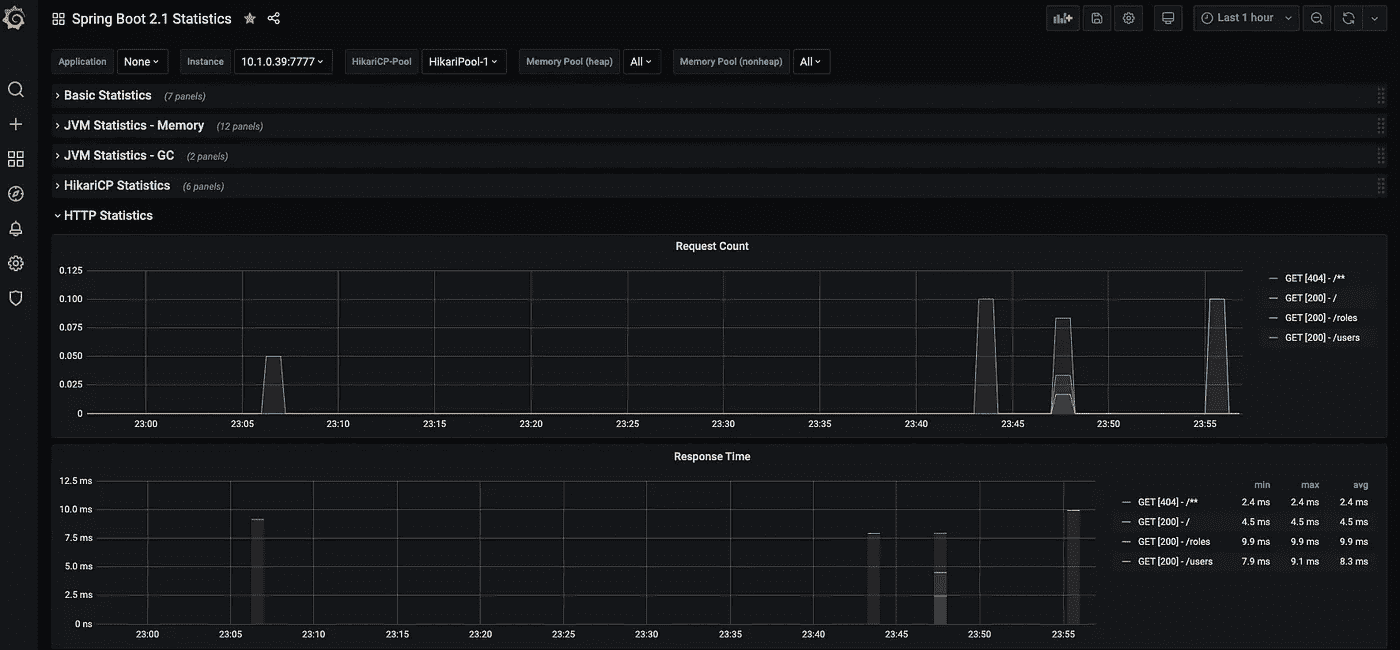 Spring Boot 2.1 Statistics
Last 1 hour
Application None Instance 10.1.0.39:7777 HikariCP-Pool HikariPool-1 Memory Pool (heap) All Memory Pool (nonheap) All
Basic Statistics (7 panels)
JVM Statistics - Memory (12 panels)
JVM Statistics - GC (2 panels)
HikariCP Statistics (6 panels)
HTTP Statistics
Request Count
0.125
0.100
0.075
0.050
0.025
0
23:00 23:05 23:10 23:15 23:20 23:25 23:30 23:35 23:40 23:45 23:50 23:55
GET [404] - /**
GET [200] - /
GET [200] - /roles
GET [200] - /users
Response Time
12.5 ms
10.0 ms
7.5 ms
5.0 ms
2.5 ms
0 ns
23:00 23:05 23:10 23:15 23:20 23:25 23:30 23:35 23:40 23:45 23:50 23:55
min max avg
GET [404] - /** 2.4 ms 2.4 ms 2.4 ms
GET [200] - / 4.5 ms 4.5 ms 4.5 ms
GET [200] - /roles 9.9 ms 9.9 ms 9.9 ms
GET [200] - /users 7.9 ms 9.1 ms 8.3 ms